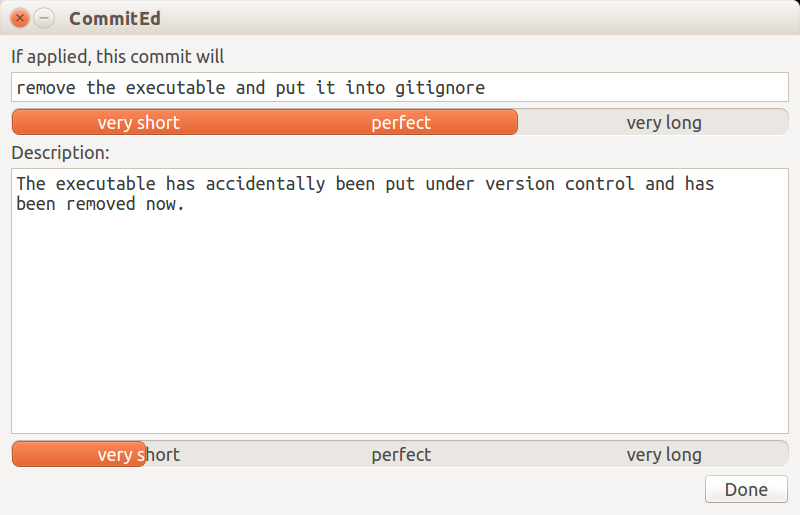 CommitEd
If applied, this commit will
remove the executable and put it into gitignore
very short perfect very long
Description:
The executable has accidentally been put under version control and has
been removed now.
very short perfect very long
Done